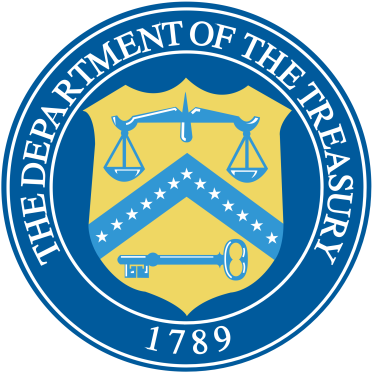 THE DEPARTMENT OF THE TREASURY
1789